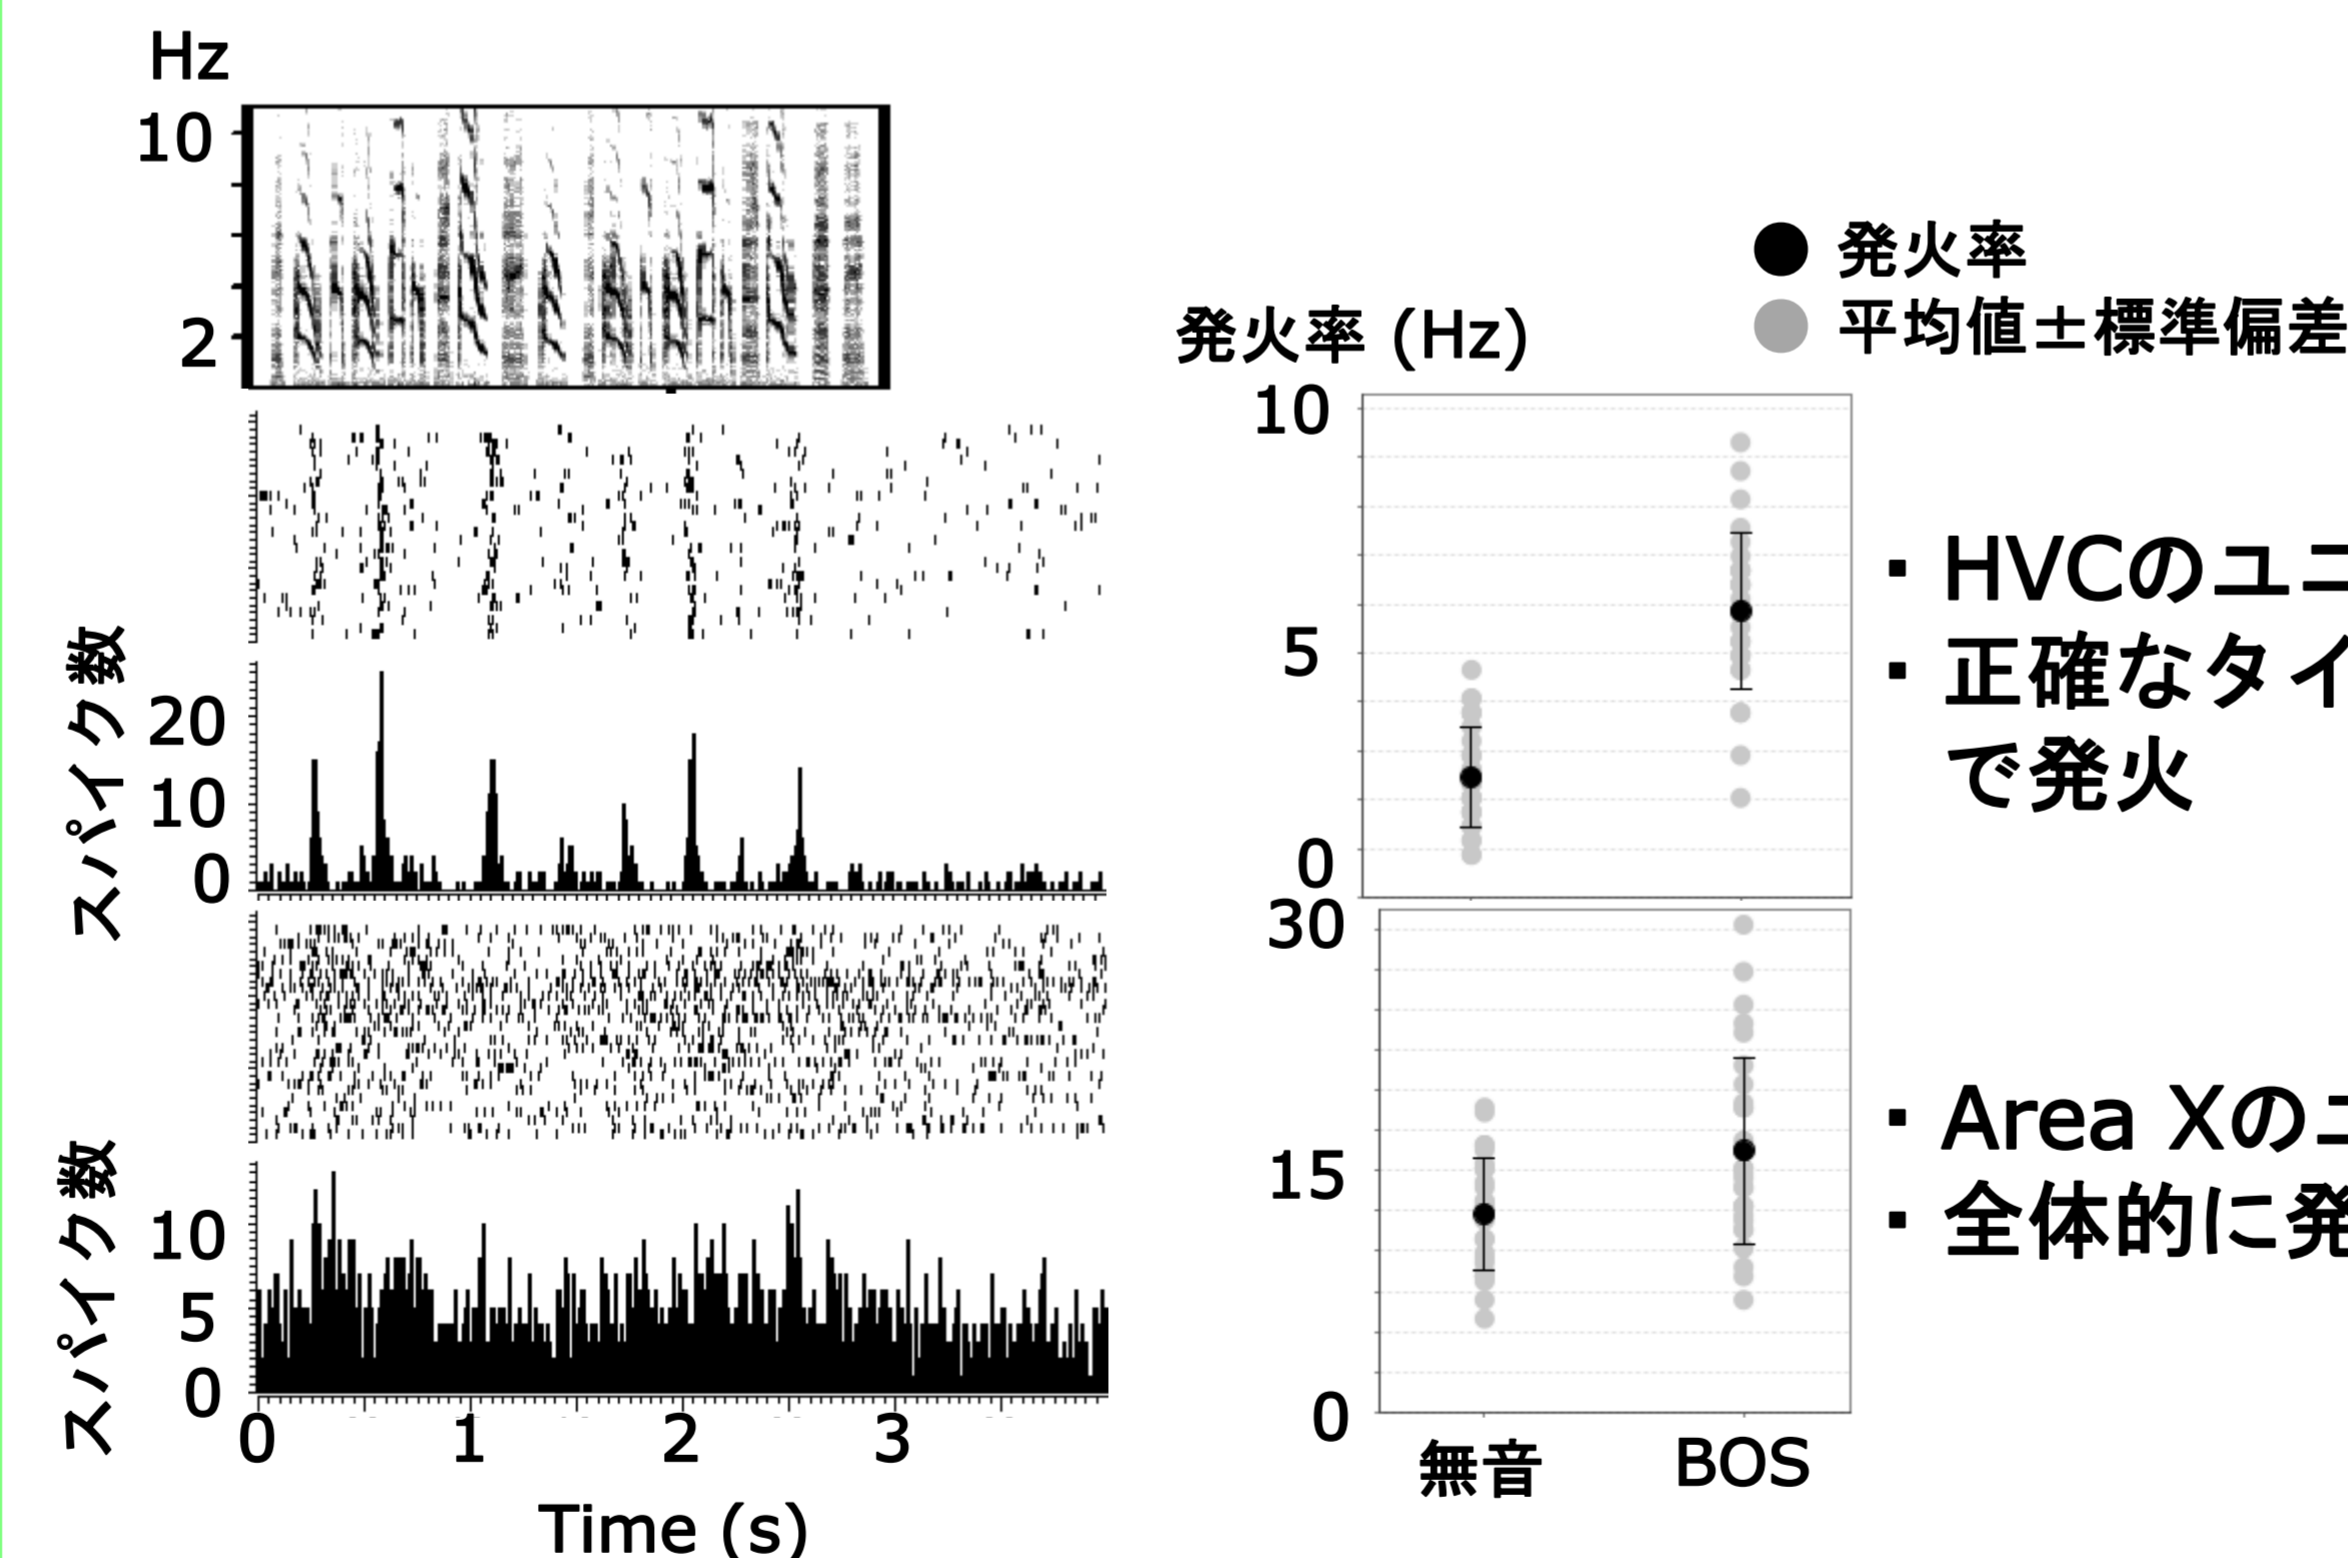 Hz
10
2
スパイク数
20
10
0
スパイク数
10
5
0
0 1 2 3
Time (s)
● 発火率
● 平均値±標準偏差
発火率 (Hz)
10
5
0
30
15
0
無音 BOS
・HVCのユニ
・正確なタイ
で発火
・Area Xのユ
・全体的に発